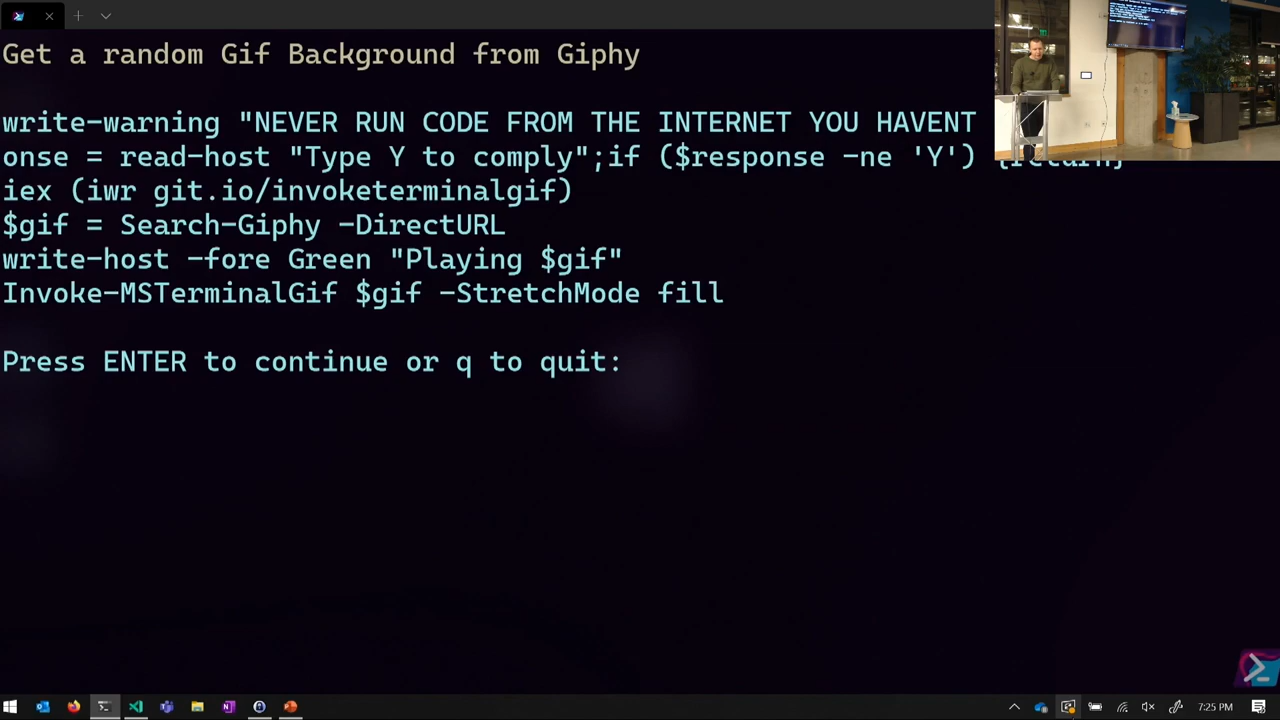 Get a random Gif Background from Giphy
write-warning "NEVER RUN CODE FROM THE INTERNET YOU HAVENT
onse = read-host "Type Y to comply";if ($response -ne 'Y') {return}
iex (iwr git.io/invoketerminalgif)
$gif = Search-Giphy -DirectURL
write-host -fore Green "Playing $gif"
Invoke-MSTerminalGif $gif -StretchMode fill
Press ENTER to continue or q to quit:
7:25 PM